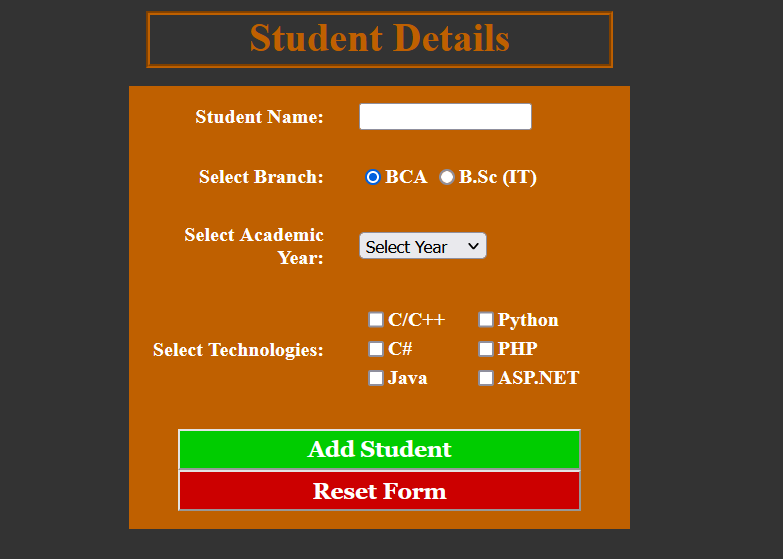 Student Details
Student Name:
Select Branch: BCA B.Sc (IT)
Select Academic
Year:
Select Year
C/C++ Python
Select Technologies: C# PHP
Java ASP.NET
Add Student
Reset Form